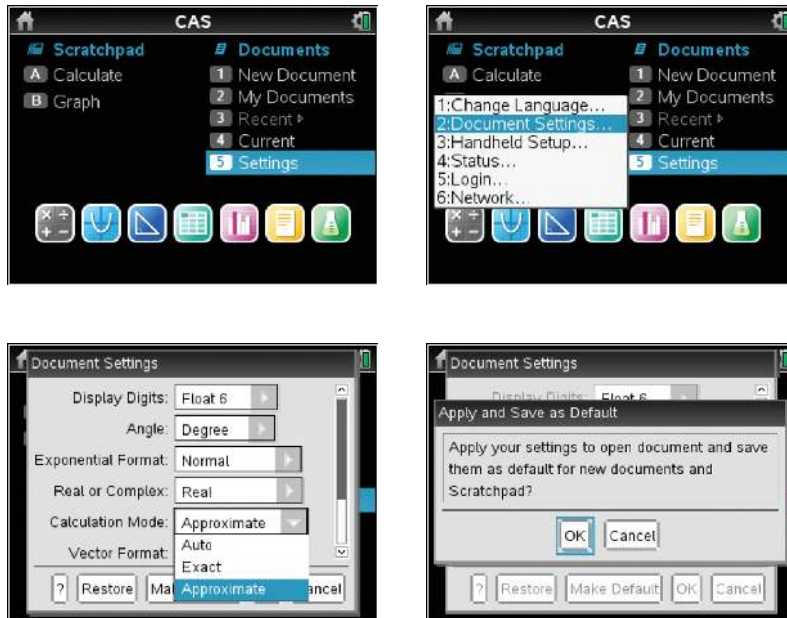 CAS
Scratchpad
Documents
A Calculate
1 New Document
B Graph
2 My Documents
3 Recent
4 Current
5 Settings
CAS
Scratchpad
Documents
A Calculate
1 New Document
2 My Documents
3 Recent
4 Current
5 Settings
1:Change Language...
2:Document Settings...
3:Handheld Setup...
4:Status...
5:Login...
6:Network...
Document Settings
Display Digits: Float 6
Angle: Degree
Exponential Format: Normal
Real or Complex: Real
Calculation Mode: Approximate
Vector Format:
Auto
Exact
Approximate
? Restore Ma ancel
Document Settings
Display Digits: Float 6
Apply and Save as Default
Apply your settings to open document and save
them as default for new documents and
Scratchpad?
OK Cancel
? Restore Make Default OK Cancel